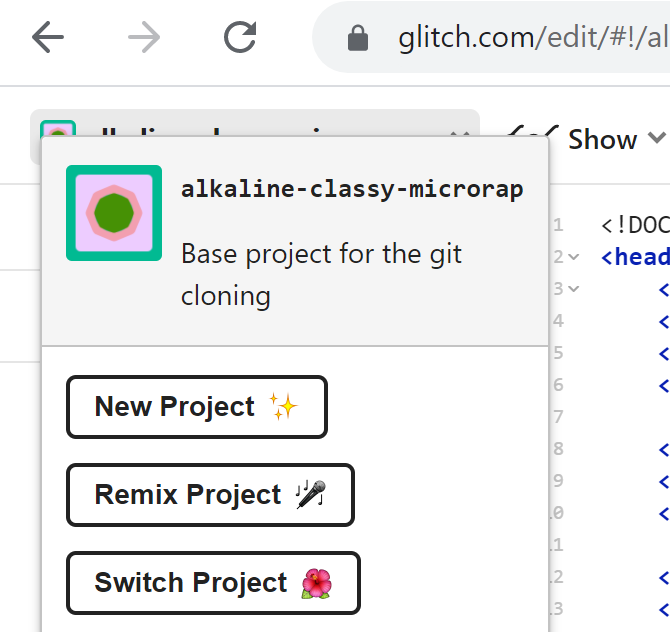 glitch.com/edit/#!/al
Show
alkaline-classy-microrap
Base project for the git
cloning
New Project ✨
Remix Project 🎤
Switch Project 🌺
1 <!DOC
2 <head
3 <
4 <
5 <
6 <
7
8 <
9 <
10 <
11
12 <
13 <